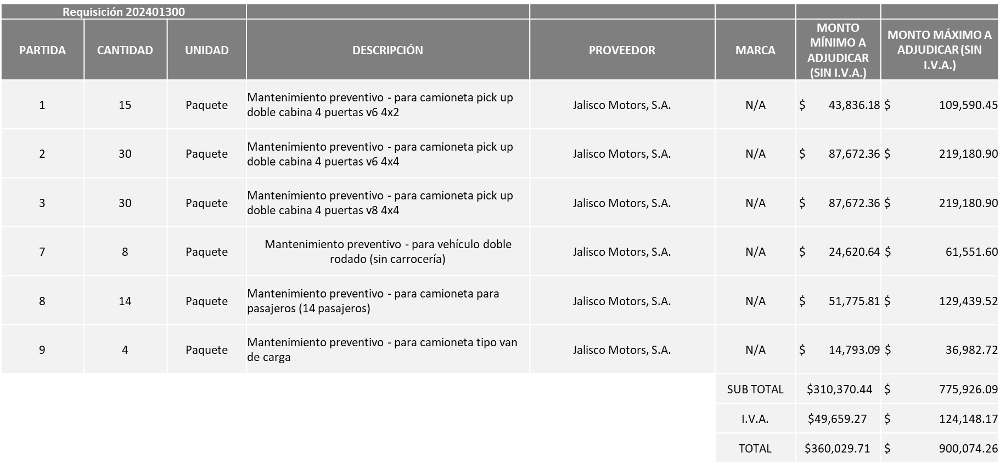 Requisición 202401300
PARTIDA CANTIDAD UNIDAD DESCRIPCIÓN PROVEEDOR MARCA
MONTO
MÍNIMO A
ADJUDICAR
(SIN I.V.A.)
MONTO MÁXIMO A
ADJUDICAR (SIN
I.V.A.)
1 15 Paquete
Mantenimiento preventivo - para camioneta pick up
doble cabina 4 puertas v6 4x2
Jalisco Motors, S.A. N/A $ 43,836.18 $ 109,590.45
2 30 Paquete
Mantenimiento preventivo - para camioneta pick up
doble cabina 4 puertas v6 4x4
Jalisco Motors, S.A. N/A $ 87,672.36 $ 219,180.90
3 30 Paquete
Mantenimiento preventivo - para camioneta pick up
doble cabina 4 puertas v8 4x4
Jalisco Motors, S.A. N/A $ 87,672.36 $ 219,180.90
7 8 Paquete
Mantenimiento preventivo - para vehículo doble
rodado (sin carrocería)
Jalisco Motors, S.A. N/A $ 24,620.64 $ 61,551.60
8 14 Paquete
Mantenimiento preventivo - para camioneta para
pasajeros (14 pasajeros)
Jalisco Motors, S.A. N/A $ 51,775.81 $ 129,439.52
9 4 Paquete
Mantenimiento preventivo - para camioneta tipo van
de carga
Jalisco Motors, S.A. N/A $ 14,793.09 $ 36,982.72
SUB TOTAL $310,370.44 $ 775,926.09
I.V.A. $49,659.27 $ 124,148.17
TOTAL $360,029.71 $ 900,074.26